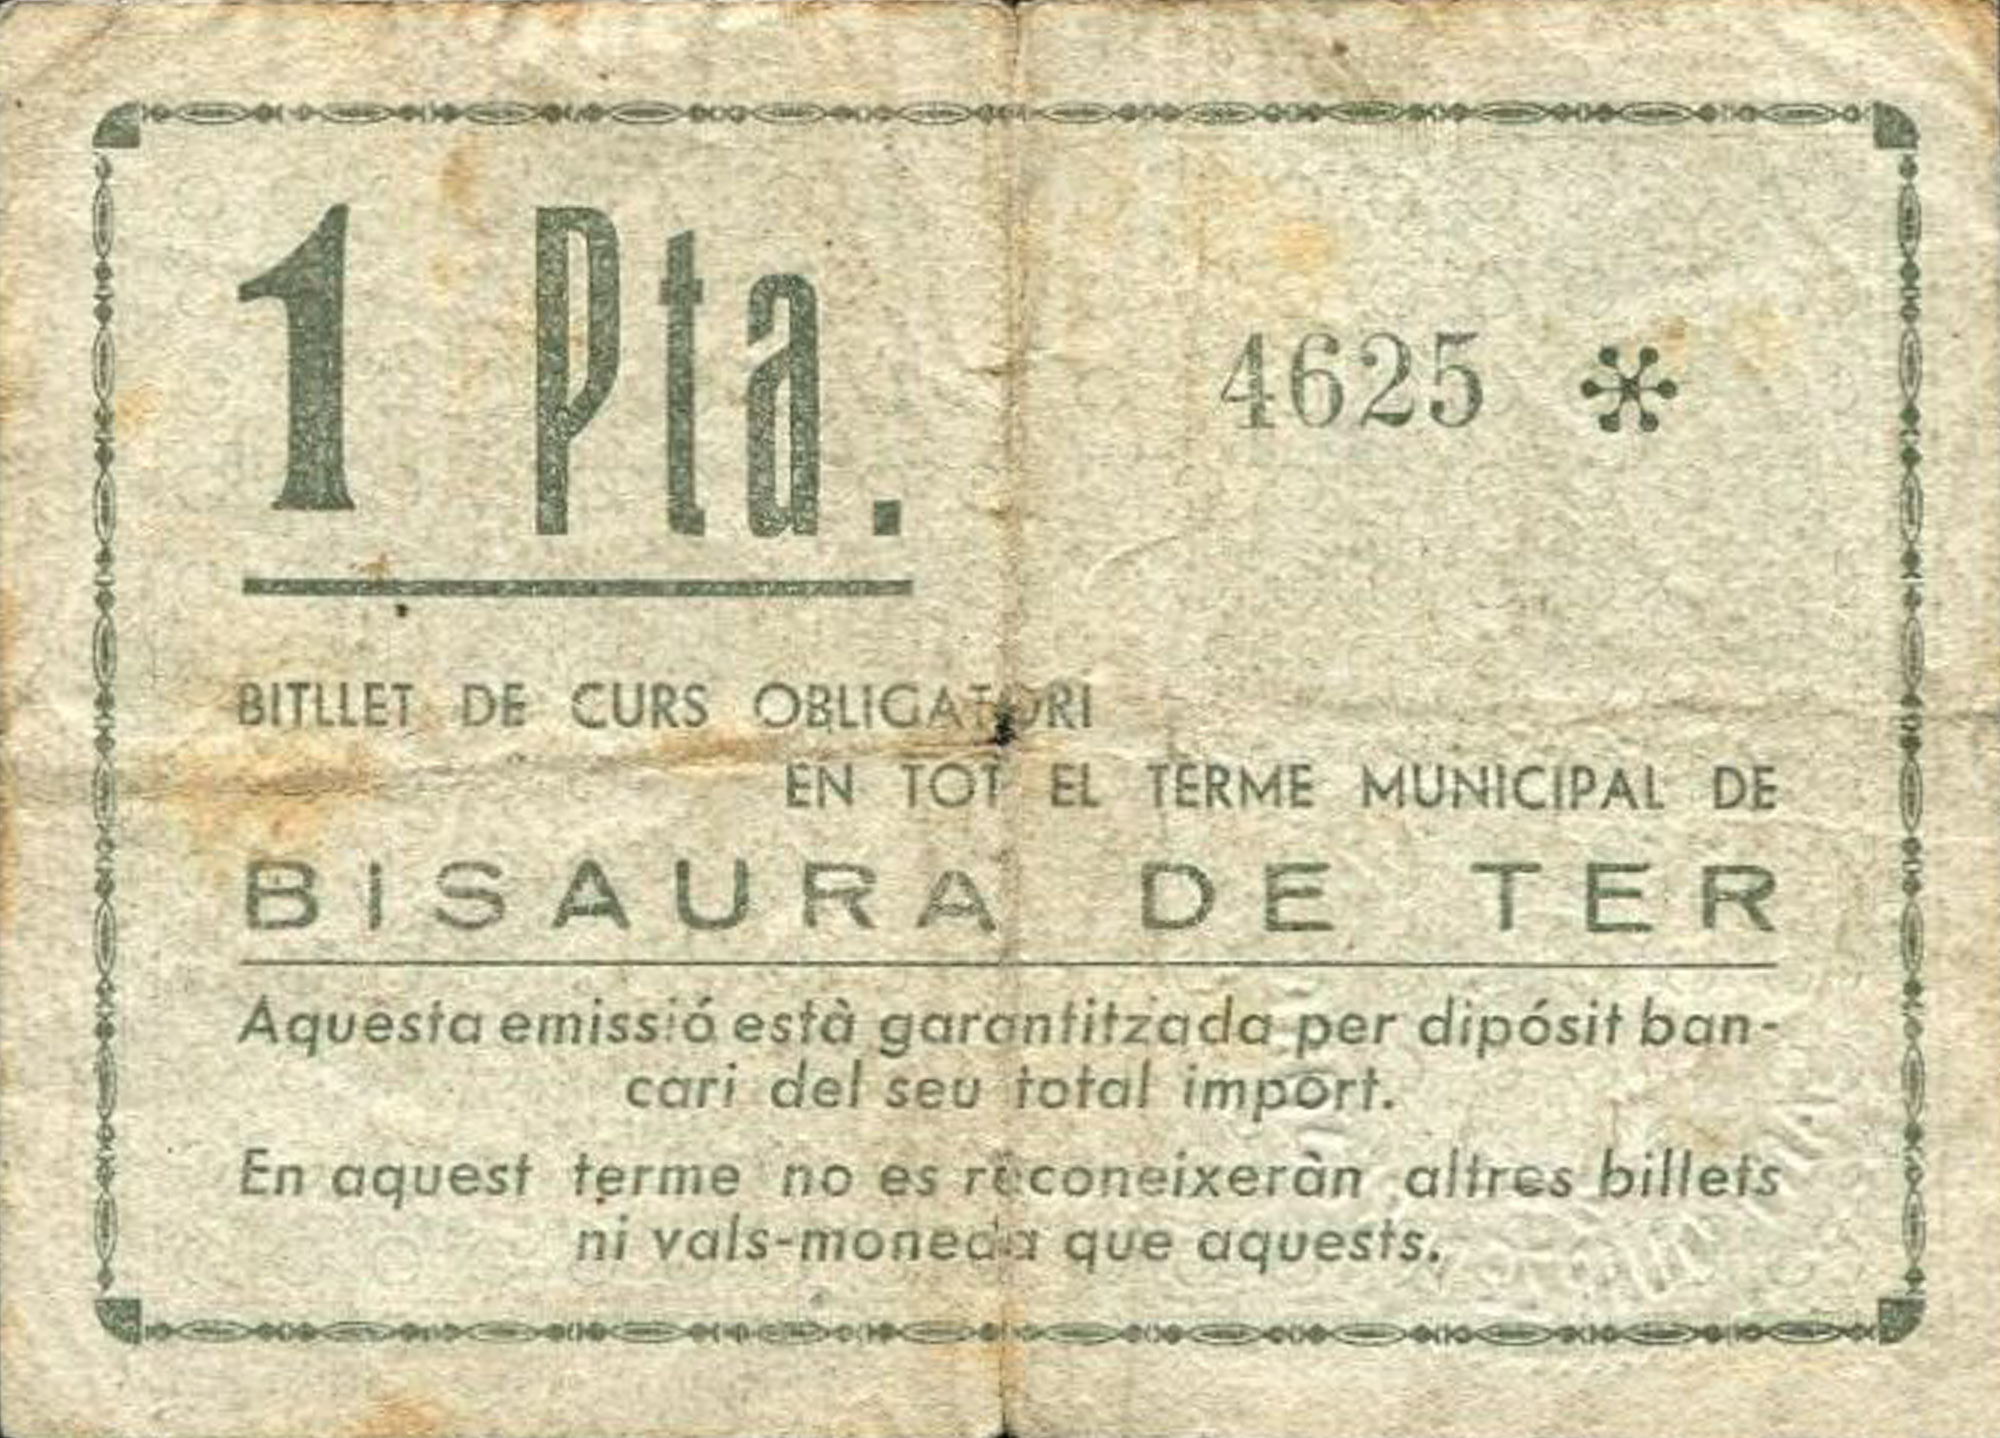 1 Pta.
4625
BITLLET DE CURS OBLIGATORI
EN TOT EL TERME MUNICIPAL DE
BISAURA DE TER
Aquesta emissió està garantitzada per dipósit ban-
cari del seu total import.
En aquest terme no es reconeixeràn altres billets
ni vals-moneda que aquests.